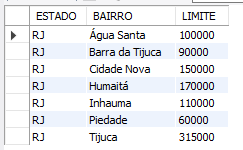 ESTADO BAIRRO LIMITE
RJ Água Santa 100000
RJ Barra da Tijuca 90000
RJ Cidade Nova 150000
RJ Humaitá 170000
RJ Inhauma 110000
RJ Piedade 60000
RJ Tijuca 315000